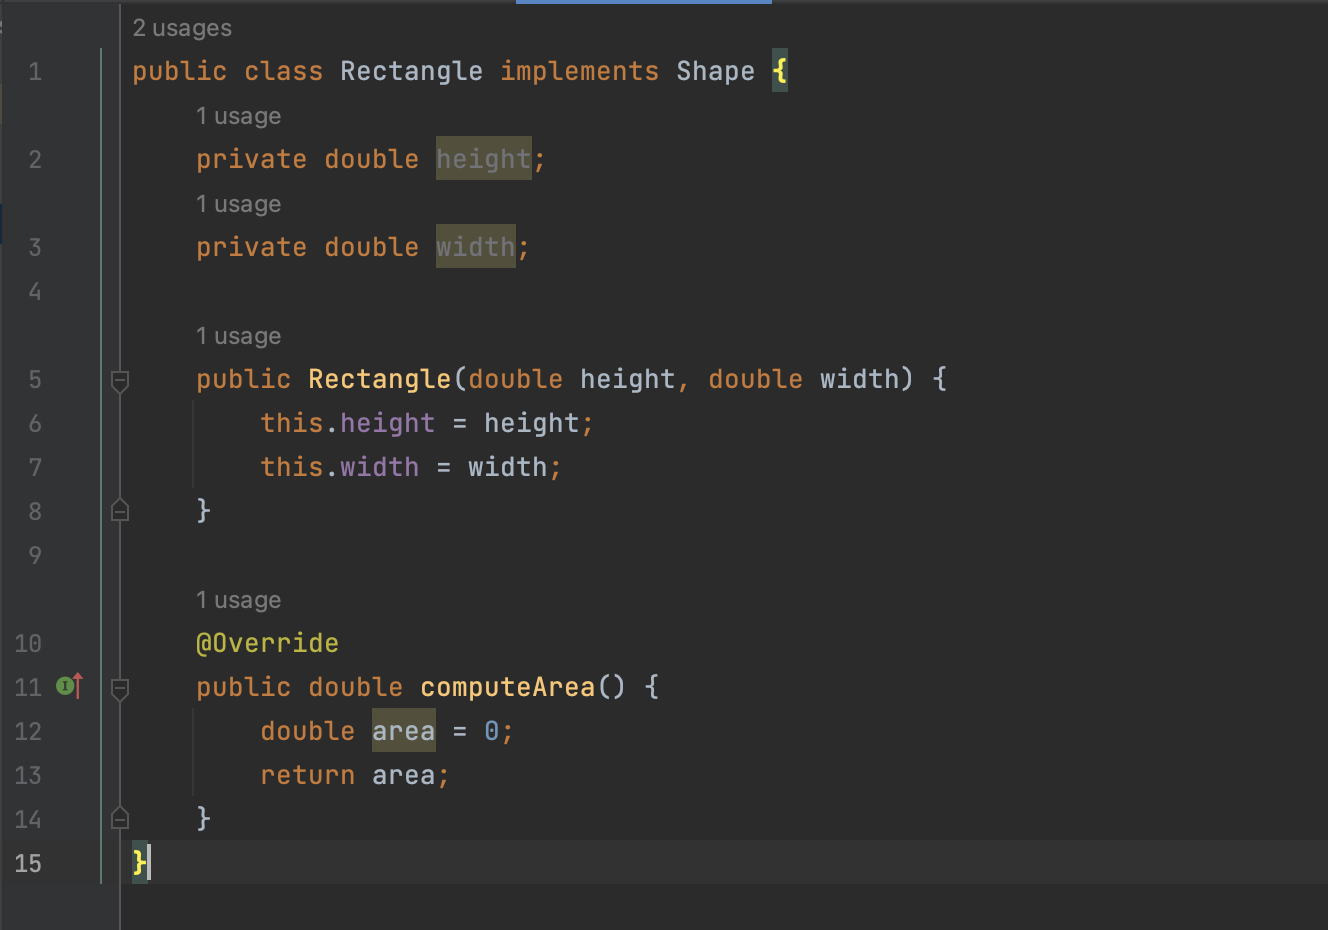 2 usages
1 public class Rectangle implements Shape {
1 usage
2 private double height;
1 usage
3 private double width;
4
1 usage
5 public Rectangle(double height, double width) {
6 this.height = height;
7 this.width = width;
8 }
9
1 usage
10 @Override
11 public double computeArea() {
12 double area = 0;
13 return area;
14 }
15 }